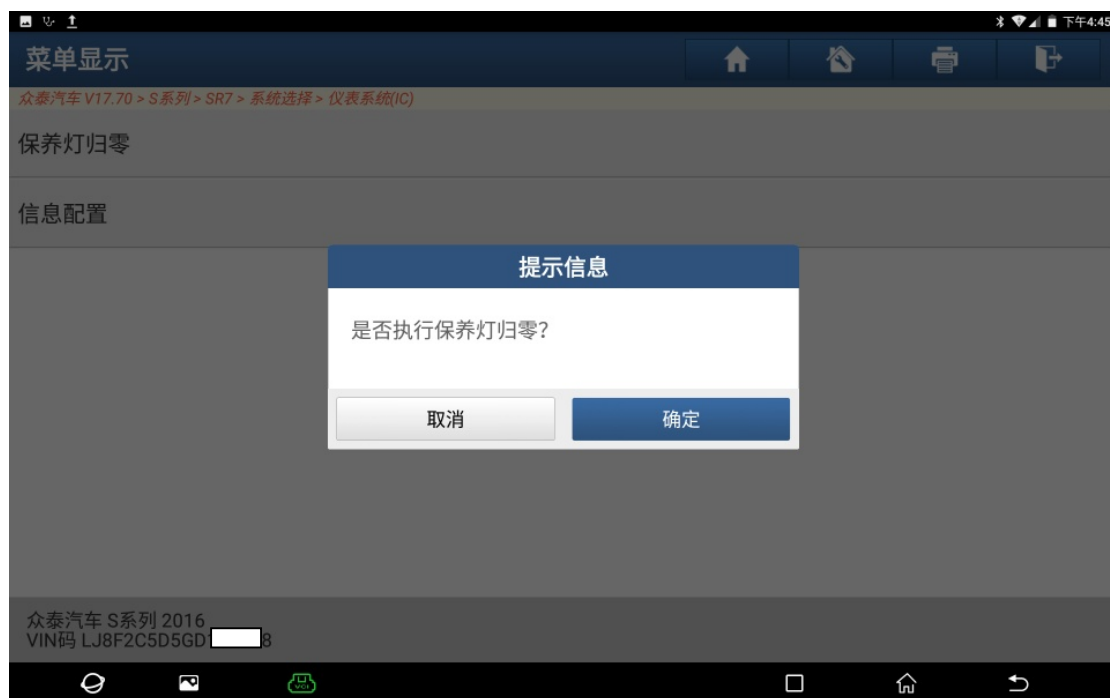 下午4:45
菜单显示
众泰汽车 V17.70 > S系列 > SR7 > 系统选择 > 仪表系统(IC)
保养灯归零
信息配置
提示信息
是否执行保养灯归零?
取消
确定
众泰汽车 S系列 2016
VIN码 LJ8F2C5D5GD1 8
VCI